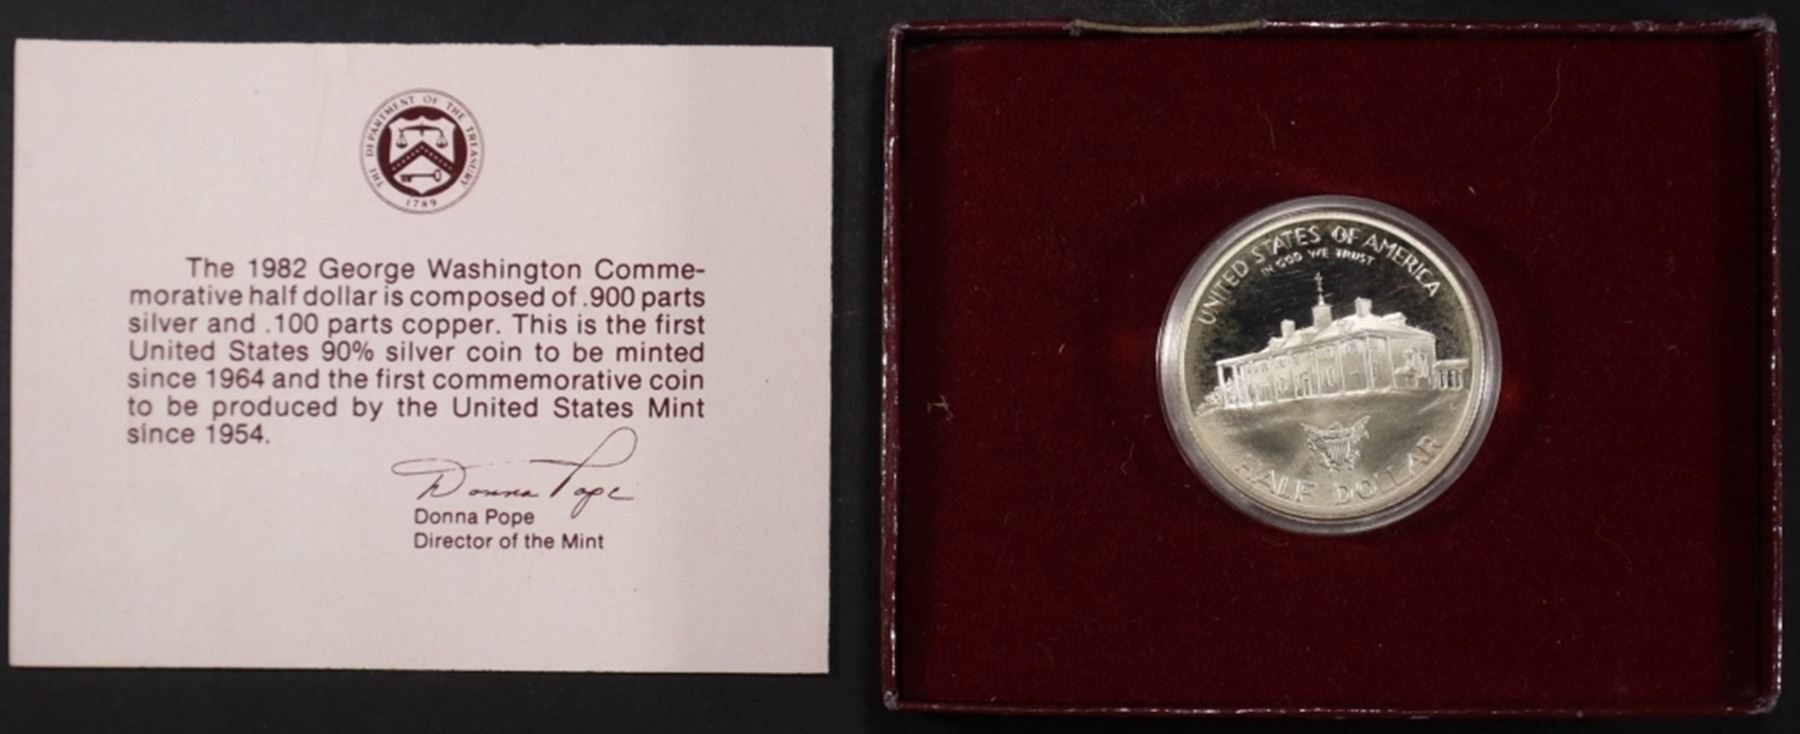 THE DEPARTMENT OF THE TREASURY
1789
The 1982 George Washington Comme-
morative half dollar is composed of .900 parts
silver and .100 parts copper. This is the first
United States 90% silver coin to be minted
since 1964 and the first commemorative coin
to be produced by the United States Mint
since 1954.
Donna Pope
Donna Pope
Director of the Mint
UNITED STATES OF AMERICA
IN GOD WE TRUST
HALF DOLLAR